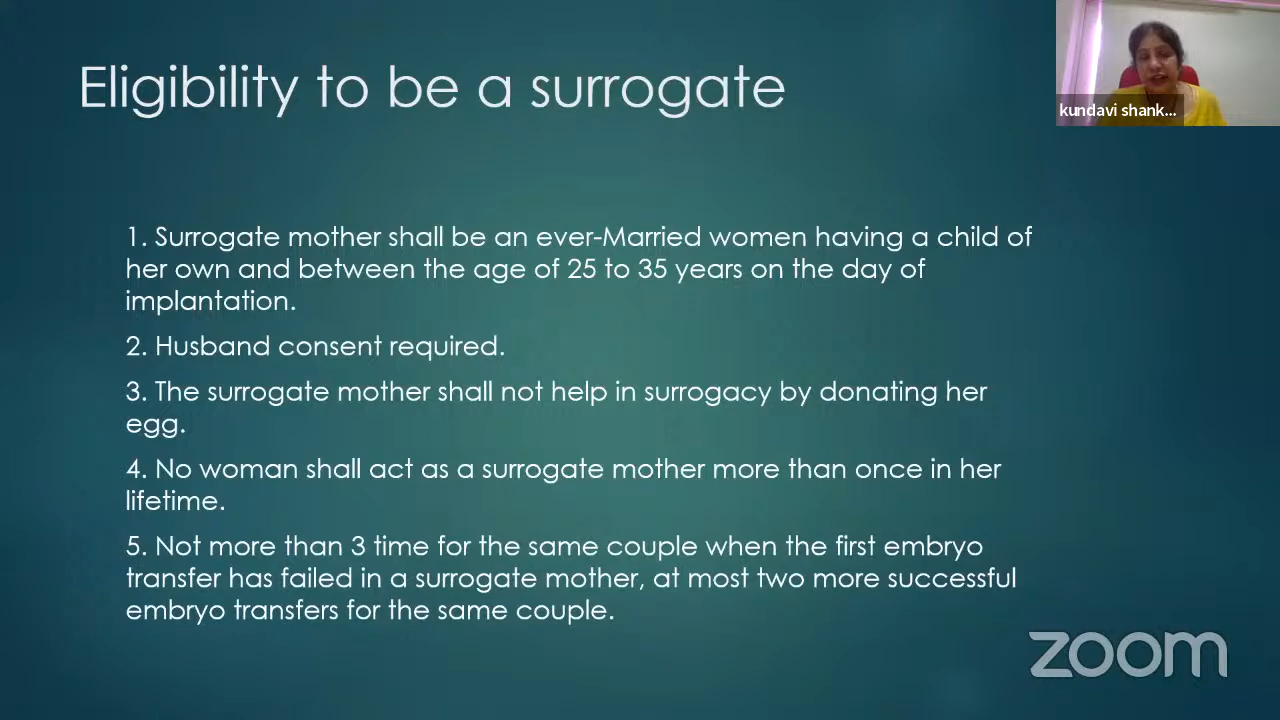 Eligibility to be a surrogate
kundavi shank...
1. Surrogate mother shall be an ever-Married women having a child of
her own and between the age of 25 to 35 years on the day of
implantation.
2. Husband consent required.
3. The surrogate mother shall not help in surrogacy by donating her
egg.
4. No woman shall act as a surrogate mother more than once in her
lifetime.
5. Not more than 3 time for the same couple when the first embryo
transfer has failed in a surrogate mother, at most two more successful
embryo transfers for the same couple.
zoom